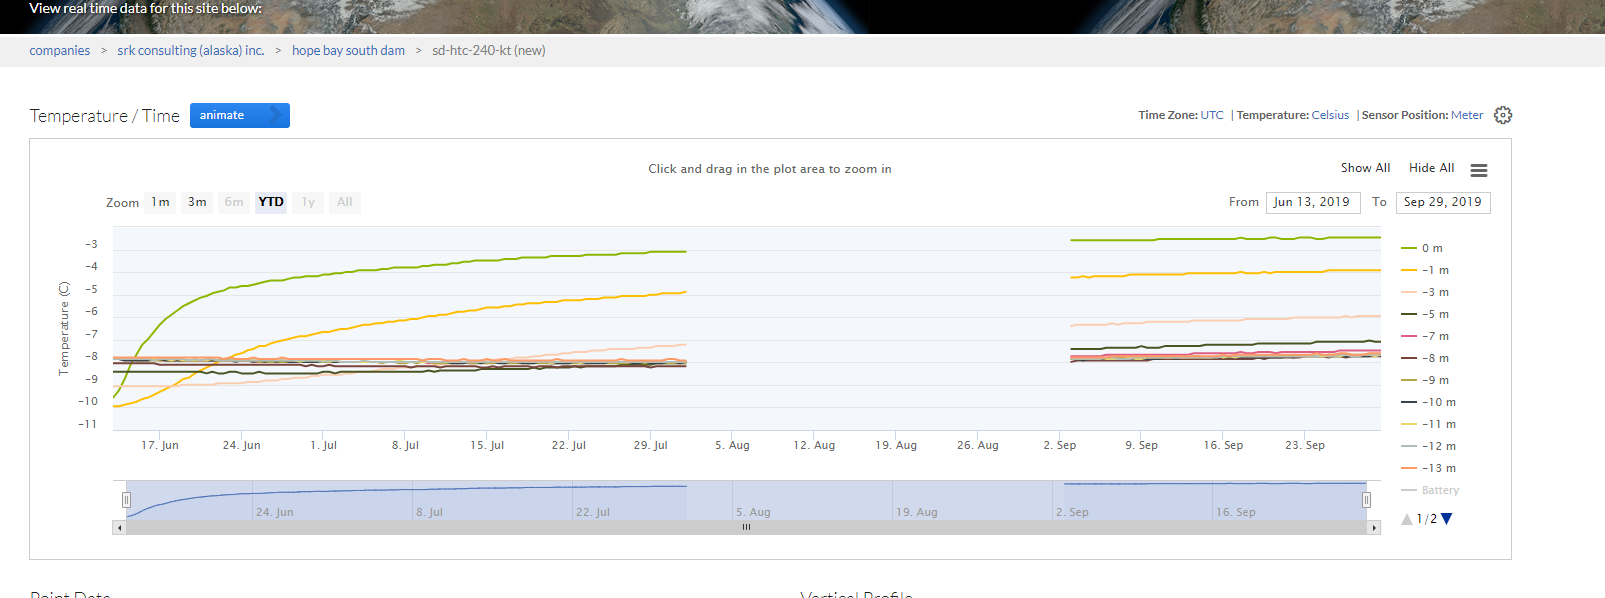 View real time data for this site below:
companies > srk consulting (alaska) inc. > hope bay south dam > sd-htc-240-kt (new)
Temperature / Time animate
Time Zone: UTC | Temperature: Celsius | Sensor Position: Meter
Click and drag in the plot area to zoom in
Show All Hide All
Zoom 1m 3m 6m YTD 1y All
From Jun 13, 2019 To Sep 29, 2019
Temperature (C)
-3
-4
-5
-6
-7
-8
-9
-10
-11
17. Jun 24. Jun 1. Jul 8. Jul 15. Jul 22. Jul 29. Jul 5. Aug 12. Aug 19. Aug 26. Aug 2. Sep 9. Sep 16. Sep 23. Sep
0 m
-1 m
-3 m
-5 m
-7 m
-8 m
-9 m
-10 m
-11 m
-12 m
-13 m
Battery
1/2
24. Jun 8. Jul 22. Jul 5. Aug 19. Aug 2. Sep 16. Sep
Point Data
Vertical Profile